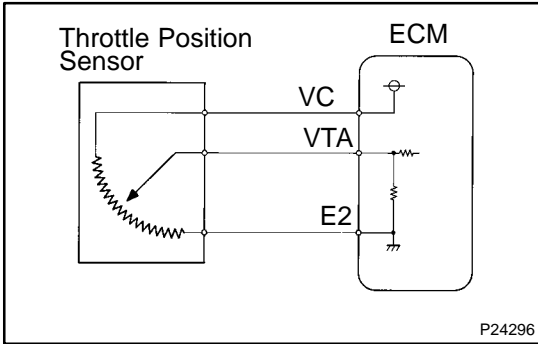 Throttle Position
Sensor
ECM
VC
VTA
E2
P24296